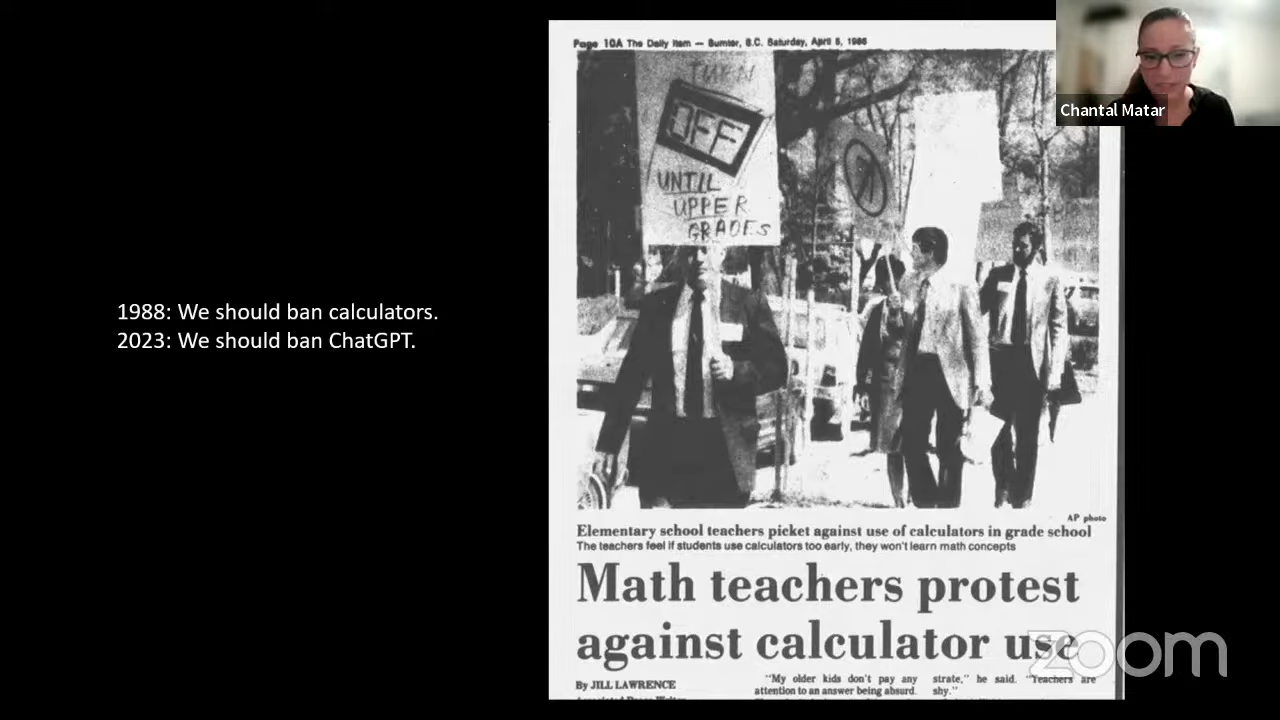 1988: We should ban calculators.
2023: We should ban ChatGPT.
Page 10A The Daily Item — Sumter, S.C. Saturday, April 5, 1986
TURN
OFF
UNTIL
UPPER
GRADES
AP photo
Elementary school teachers picket against use of calculators in grade school
The teachers feel if students use calculators too early, they won't learn math concepts
Math teachers protest
against calculator use
By JILL LAWRENCE
"My older kids don't pay any
attention to an answer being absurd.
strate," he said. "Teachers are
shy."
Chantal Matar
zoom